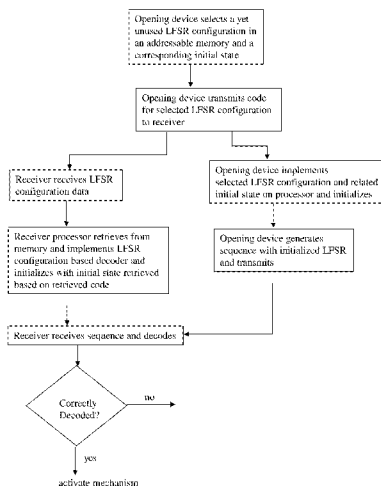 Opening device selects a yet
unused LFSR configuration in
an addressable memory and a
corresponding initial state
Opening device transmits code
for selected LFSR configuration
to receiver
Receiver receives LFSR
configuration data
Opening device implements
selected LFSR configuration and related
initial state on processor and initializes
Receiver processor retrieves from
memory and implements LFSR
configuration based decoder and
initializes with initial state retrieved
based on retrieved code
Opening device generates
sequence with initialized LFSR
and transmits
Receiver receives sequence and decodes
Correctly
Decoded?
no
yes
activate mechanism